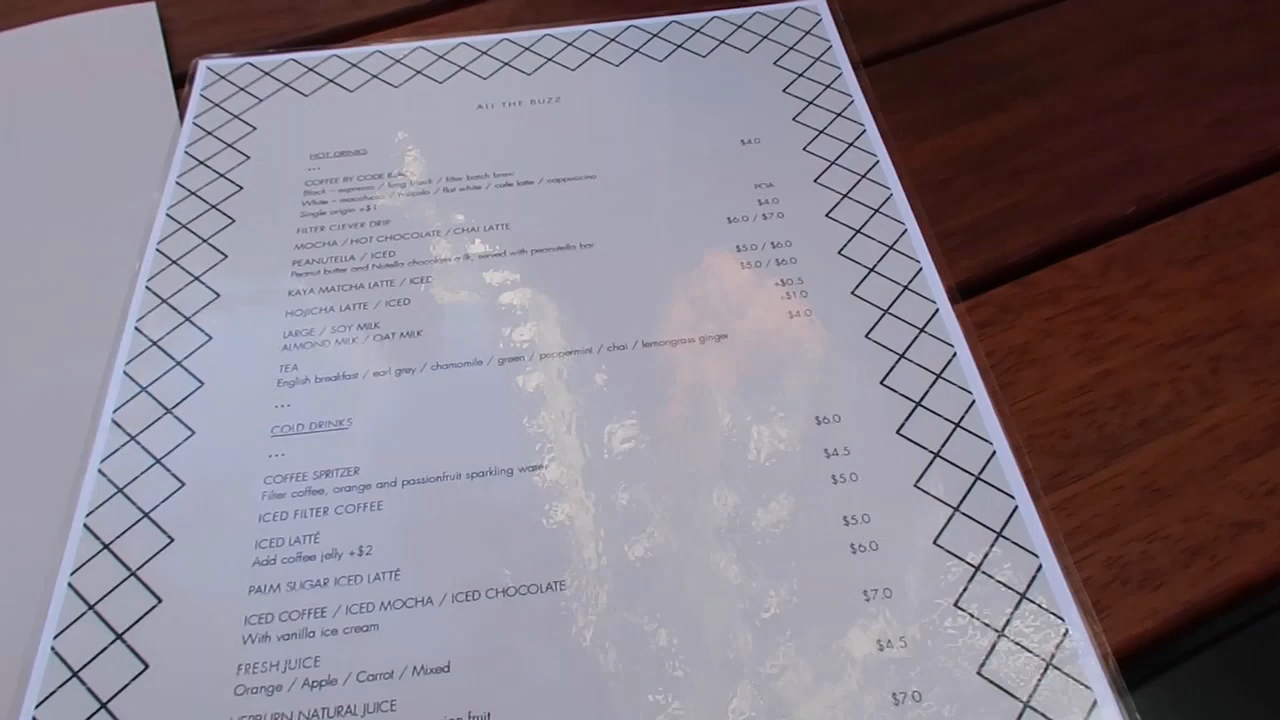 ALL THE BUZZ
HOT DRINKS
...
COFFEE BY CODE $4.0
Black – espresso / long black / filter batch brew
White – macchiato / piccolo / flat white / cafe latte / cappuccino
Single origin +$1
FILTER CLEVER DRIP POA
MOCHA / HOT CHOCOLATE / CHAI LATTE $4.0
PEANUTELLA / ICED $6.0 / $7.0
Peanut butter and Nutella chocolate milk, served with peanutella bar
KAYA MATCHA LATTE / ICED $5.0 / $6.0
HOJICHA LATTE / ICED $5.0 / $6.0
LARGE / SOY MILK +$0.5
ALMOND MILK / OAT MILK +$1.0
TEA $4.0
English breakfast / earl grey / chamomile / green / peppermint / chai / lemongrass ginger
...
COLD DRINKS
...
COFFEE SPRITZER $6.0
Filter coffee, orange and passionfruit sparkling water
ICED FILTER COFFEE $4.5
ICED LATTÉ $5.0
Add coffee jelly +$2
PALM SUGAR ICED LATTÉ $5.0
ICED COFFEE / ICED MOCHA / ICED CHOCOLATE $6.0
With vanilla ice cream
FRESH JUICE $7.0
Orange / Apple / Carrot / Mixed
NATURAL JUICE $4.5
fruit
$7.0